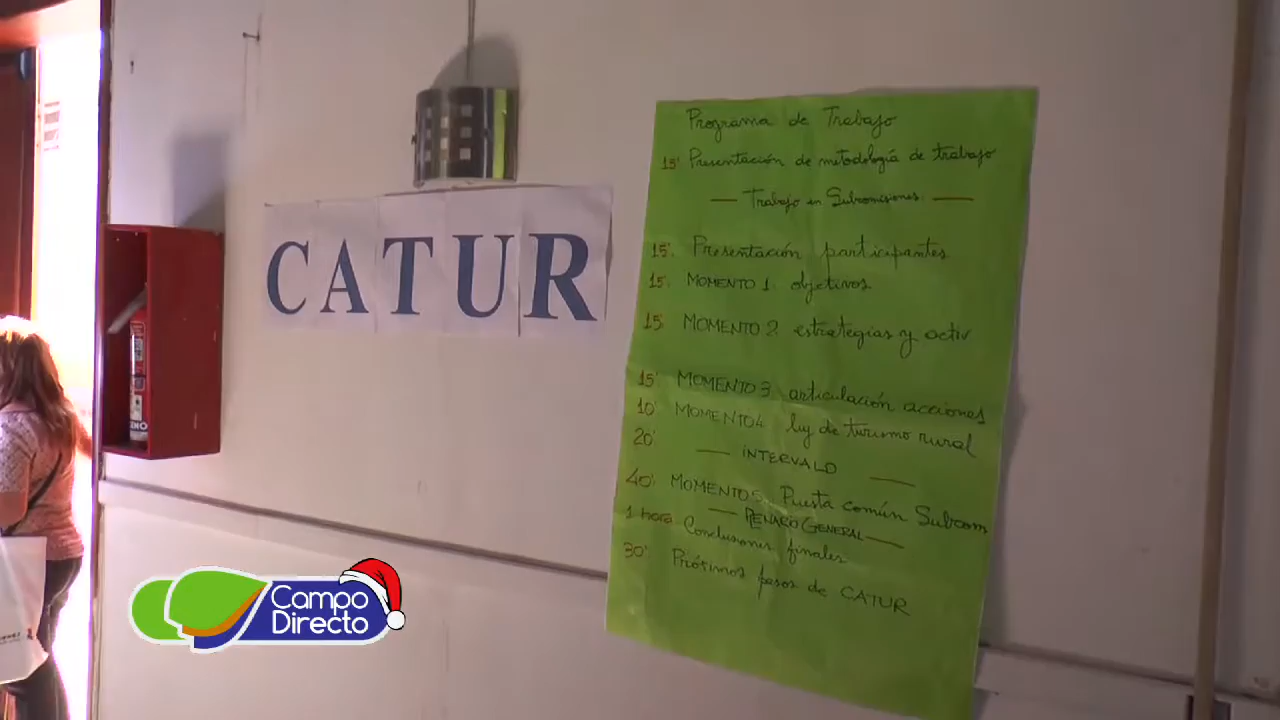 CATUR
Programa de Trabajo
15' Presentación de metodología de trabajo
— Trabajo en Subcomisiones —
15' Presentación participantes
15' MOMENTO 1 objetivos
15' MOMENTO 2 estrategias y activ
15' MOMENTO 3 articulación acciones
10' MOMENTO 4 ley de turismo rural
20' — INTERVALO —
40' MOMENTO 5 Puesta común Subcom
— PLENARIO GENERAL —
1 hora Conclusiones finales
30' Próximos pasos de CATUR
Campo
Directo